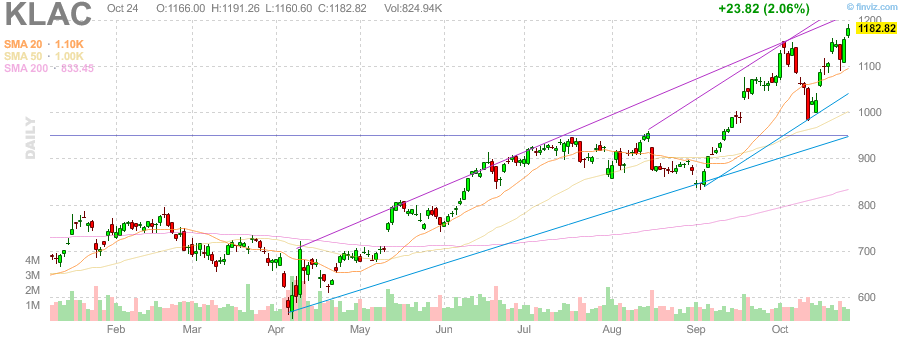 KLAC Oct 24 O:1166.00 H:1191.26 L:1160.60 C:1182.82 Vol:824.94K +23.82 (2.06%) © finviz.com
SMA 20 · 1.10K
SMA 50 · 1.00K
SMA 200 · 833.45
DAILY
1200
1182.82
1100
1000
900
800
700
600
4M
3M
2M
1M
Feb Mar Apr May Jun Jul Aug Sep Oct